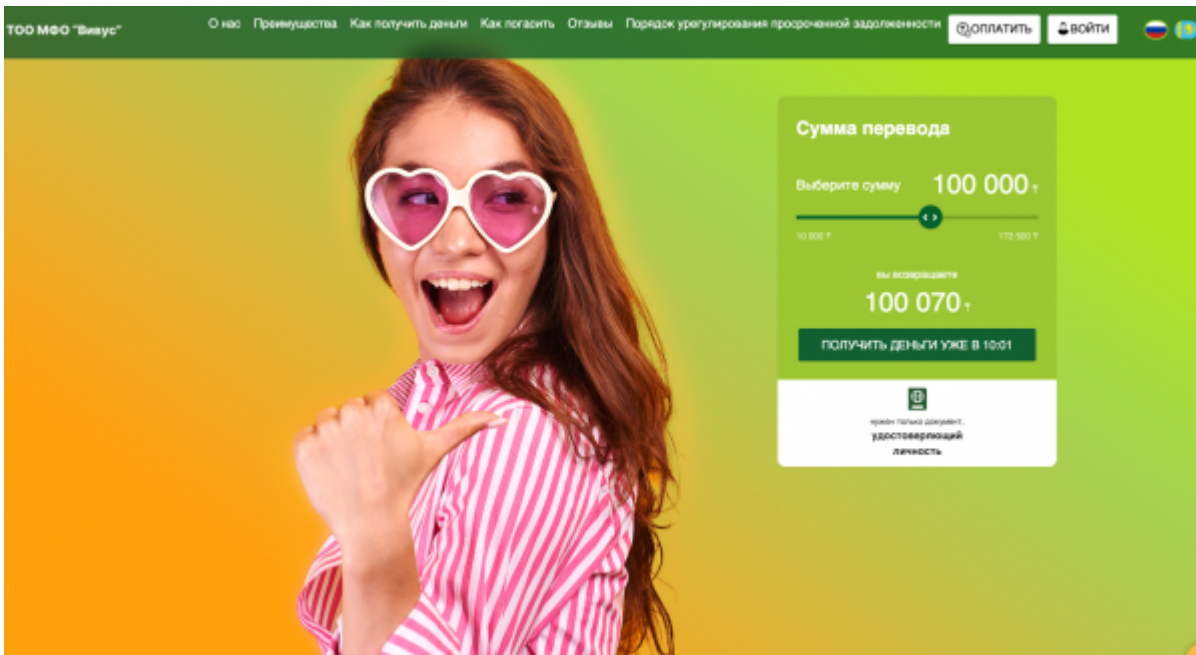 ТОО МФО "Вивус"
О нас Преимущества Как получить деньги Как погасить Отзывы Порядок урегулирования просроченной задолженности ОПЛАТИТЬ ВОЙТИ
Сумма перевода
Выберите сумму 100 000 ₸
10 000 ₸ 172 500 ₸
вы возвращаете
100 070 ₸
ПОЛУЧИТЬ ДЕНЬГИ УЖЕ В 10:01
нужен только документ,
удостоверяющий
личность